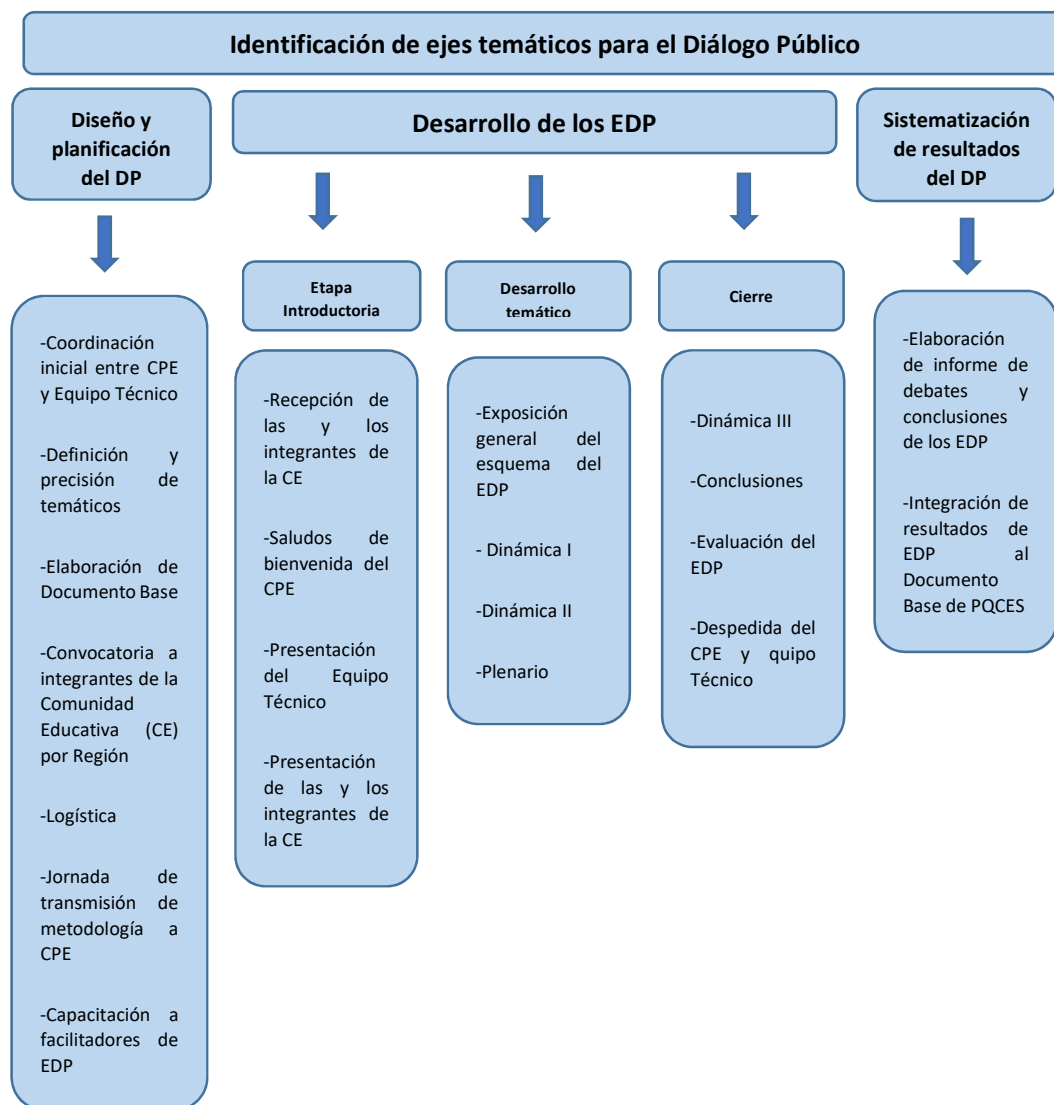 Identificación de ejes temáticos para el Diálogo Público
Diseño y
planificación
del DP
Desarrollo de los EDP
Sistematización
de resultados
del DP
Etapa
Introductoria
Desarrollo
temático
Cierre
-Coordinación
inicial entre CPE
y Equipo Técnico
-Definición y
precisión de
temáticos
-Elaboración de
Documento Base
-Convocatoria a
integrantes de la
Comunidad
Educativa (CE)
por Región
-Logística
-Jornada de
transmisión de
metodología a
CPE
-Capacitación a
facilitadores de
EDP
-Recepción de
las y los
integrantes de
la CE
-Saludos de
bienvenida del
CPE
-Presentación
del Equipo
Técnico
-Presentación
de las y los
integrantes de
la CE
-Exposición
general del
esquema del
EDP
- Dinámica I
-Dinámica II
-Plenario
-Dinámica III
-Conclusiones
-Evaluación del
EDP
-Despedida del
CPE y quipo
Técnico
-Elaboración
de informe de
debates y
conclusiones
de los EDP
-Integración de
resultados de
EDP al
Documento
Base de PQCES